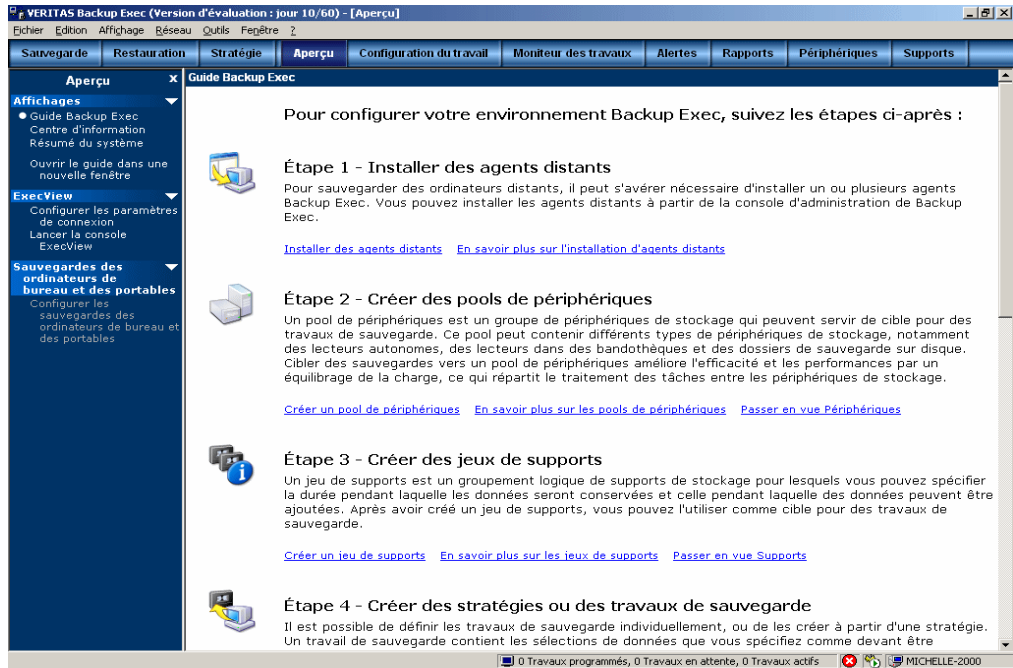 VERITAS Backup Exec (Version d'évaluation : jour 10/60) - [Aperçu]
Fichier Edition Affichage Réseau Outils Fenêtre ?
Sauvegarde Restauration Stratégie Aperçu Configuration du travail Moniteur des travaux Alertes Rapports Périphériques Supports
Aperçu x
Affichages
Guide Backup Exec
Centre d'information
Résumé du système
Ouvrir le guide dans une
nouvelle fenêtre
ExecView
Configurer les paramètres
de connexion
Lancer la console
ExecView
Sauvegardes des
ordinateurs de
bureau et des portables
Configurer les
sauvegardes des
ordinateurs de bureau et
des portables
Guide Backup Exec
Pour configurer votre environnement Backup Exec, suivez les étapes ci-après :
Étape 1 - Installer des agents distants
Pour sauvegarder des ordinateurs distants, il peut s'avérer nécessaire d'installer un ou plusieurs agents
Backup Exec. Vous pouvez installer les agents distants à partir de la console d'administration de Backup
Exec.
Installer des agents distants En savoir plus sur l'installation d'agents distants
Étape 2 - Créer des pools de périphériques
Un pool de périphériques est un groupe de périphériques de stockage qui peuvent servir de cible pour des
travaux de sauvegarde. Ce pool peut contenir différents types de périphériques de stockage, notamment
des lecteurs autonomes, des lecteurs dans des bandothèques et des dossiers de sauvegarde sur disque.
Cibler des sauvegardes vers un pool de périphériques améliore l'efficacité et les performances par un
équilibrage de la charge, ce qui répartit le traitement des tâches entre les périphériques de stockage.
Créer un pool de périphériques En savoir plus sur les pools de périphériques Passer en vue Périphériques
Étape 3 - Créer des jeux de supports
Un jeu de supports est un groupement logique de supports de stockage pour lesquels vous pouvez spécifier
la durée pendant laquelle les données seront conservées et celle pendant laquelle des données peuvent être
ajoutées. Après avoir créé un jeu de supports, vous pouvez l'utiliser comme cible pour des travaux de
sauvegarde.
Créer un jeu de supports En savoir plus sur les jeux de supports Passer en vue Supports
Étape 4 - Créer des stratégies ou des travaux de sauvegarde
Il est possible de définir les travaux de sauvegarde individuellement, ou de les créer à partir d'une stratégie.
Un travail de sauvegarde contient les sélections de données que vous spécifiez comme devant être
0 Travaux programmés, 0 Travaux en attente, 0 Travaux actifs MICHELLE-2000